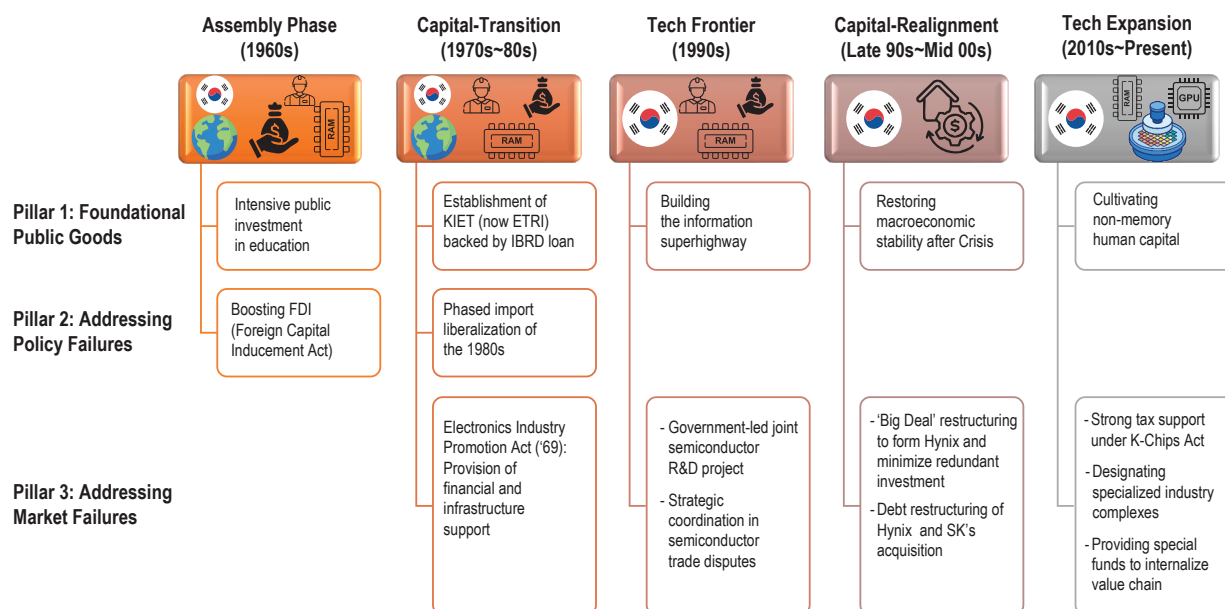 Assembly Phase
(1960s)
Capital-Transition
(1970s~80s)
Tech Frontier
(1990s)
Capital-Realignment
(Late 90s~Mid 00s)
Tech Expansion
(2010s~Present)
RAM
RAM
RAM
$
RAM
GPU
Pillar 1: Foundational
Public Goods
Intensive public
investment
in education
Establishment of
KIET (now ETRI)
backed by IBRD loan
Building
the information
superhighway
Restoring
macroeconomic
stability after Crisis
Cultivating
non-memory
human capital
Pillar 2: Addressing
Policy Failures
Boosting FDI
(Foreign Capital
Inducement Act)
Phased import
liberalization of
the 1980s
Pillar 3: Addressing
Market Failures
Electronics Industry
Promotion Act (‘69):
Provision of
financial and
infrastructure
support
- Government-led joint
semiconductor
R&D project
- Strategic
coordination in
semiconductor
trade disputes
- ‘Big Deal’ restructuring
to form Hynix and
minimize redundant
investment
- Debt restructuring of
Hynix and SK’s
acquisition
- Strong tax support
under K-Chips Act
- Designating
specialized industry
complexes
- Providing special
funds to internalize
value chain